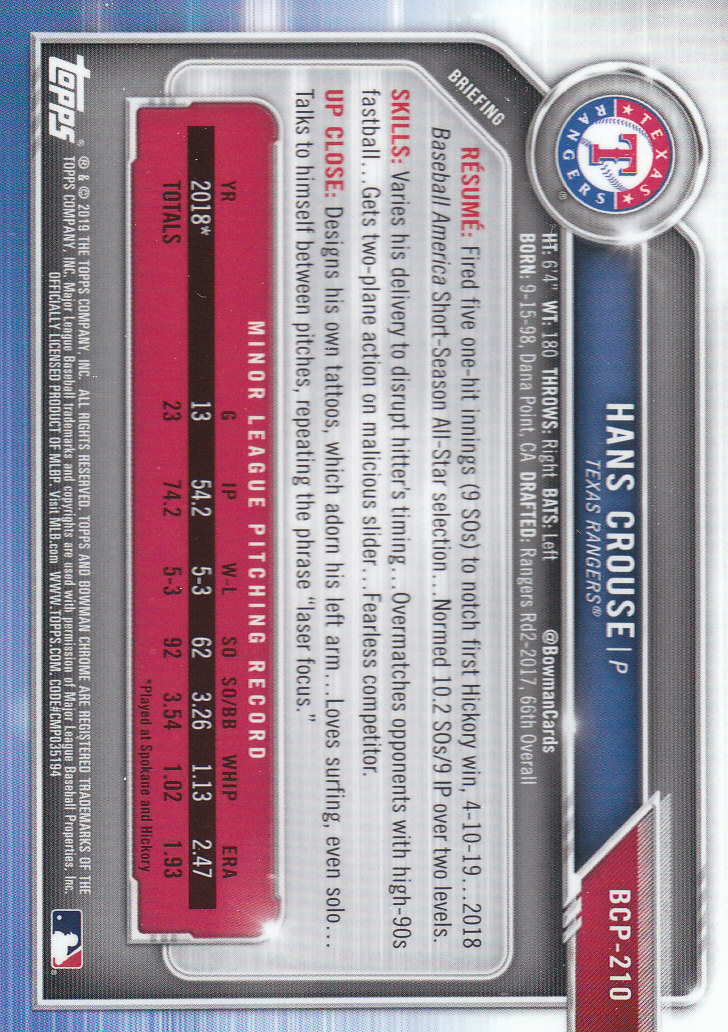 TEXAS
RANGERS
T
®
HANS CROUSE | P
TEXAS RANGERS®
BCP-210
HT: 6'4" WT: 180 THROWS: Right BATS: Left @BowmanCards
BORN: 9-15-98, Dana Point, CA DRAFTED: Rangers Rd2-2017, 66th Overall
BRIEFING
RÉSUMÉ: Fired five one-hit innings (9 SOs) to notch first Hickory win, 4-10-19...2018
Baseball America Short-Season All-Star selection...Normed 10.2 SOs/9 IP over two levels.
SKILLS: Varies his delivery to disrupt hitter's timing...Overmatches opponents with high-90s
fastball...Gets two-plane action on malicious slider...Fearless competitor.
UP CLOSE: Designs his own tattoos, which adorn his left arm...Loves surfing, even solo...
Talks to himself between pitches, repeating the phrase "laser focus."
MINOR LEAGUE PITCHING RECORD
YR G IP W-L SO SO/BB WHIP ERA
2018* 13 54.2 5-3 62 3.26 1.13 2.47
TOTALS 23 74.2 5-3 92 3.54 1.02 1.93
*Played at Spokane and Hickory
topps®
® & © 2019 THE TOPPS COMPANY, INC. ALL RIGHTS RESERVED. TOPPS AND BOWMAN CHROME ARE REGISTERED TRADEMARKS OF THE
TOPPS COMPANY, INC. Major League Baseball trademarks and copyrights are used with permission of Major League Baseball Properties, Inc.
OFFICIALLY LICENSED PRODUCT OF MLBP. Visit MLB.com WWW.TOPPS.COM. CODE#CMP035194